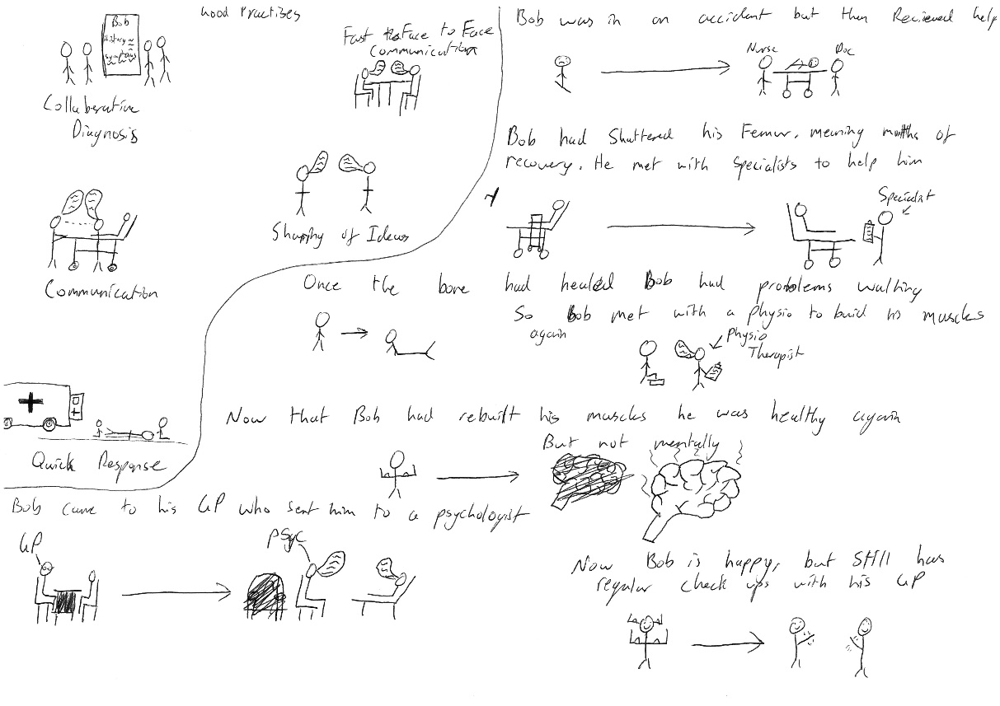 Good Practises
Bob
History
Symptoms
Collaberative
Diagnosis
Fast Face to Face
Communication
Sharing of Ideas
Communication
Quick Response
Bob was in an accident but then Recieved help
Nurse
Doc
Bob had Shattered his Femur, meaning months of
recovery. He met with Specialists to help him
Specialist
Once the bone had healed Bob had problems walking
So Bob met with a physio to build his muscles
again
Physio
Therapist
Now that Bob had rebuilt his muscles he was healthy again
But not mentally
Bob came to his GP who sent him to a psychologist
GP
PSyc
Now Bob is happy, but Still has
regular check ups with his GP